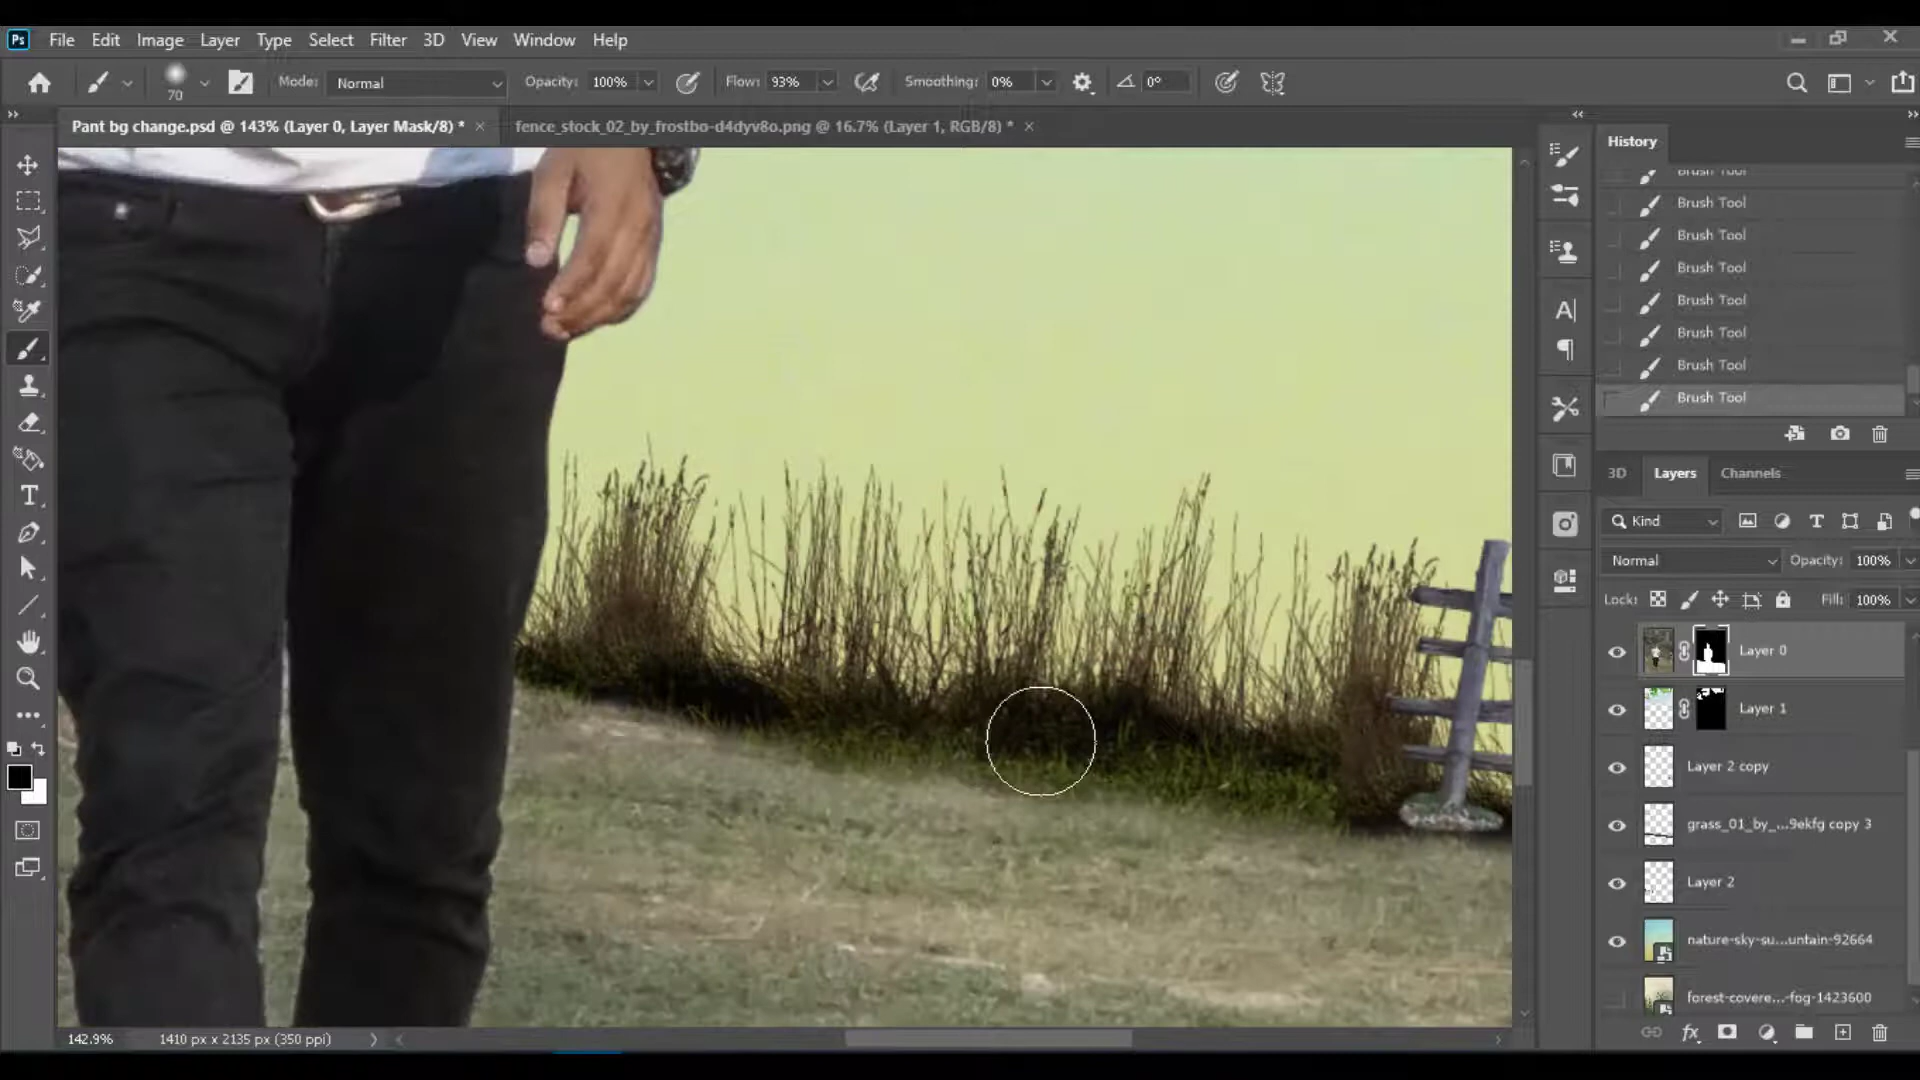 Ps File Edit Image Layer Type Select Filter 3D View Window Help
70 Mode: Normal Opacity: 100% Flow: 93% Smoothing: 0% 0°
Pant bg change.psd @ 143% (Layer 0, Layer Mask/8) * × fence_stock_02_by_frostbo-d4dyv8o.png @ 16.7% (Layer 1, RGB/8) * ×
History
Brush Tool
Brush Tool
Brush Tool
Brush Tool
Brush Tool
Brush Tool
Brush Tool
Brush Tool
3D Layers Channels
Kind
Normal Opacity: 100%
Lock: Fill: 100%
Layer 0
Layer 1
Layer 2 copy
grass_01_by_...9ekfg copy 3
Layer 2
nature-sky-su...untain-92664
forest-covere...-fog-1423600
142.9% 1410 px x 2135 px (350 ppi)